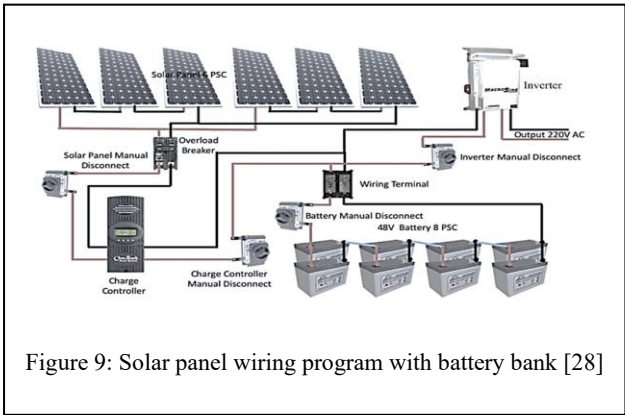 Solar Panel 6 PSC
Inverter
Overload
Breaker
Output 220V AC
Solar Panel Manual
Disconnect
Inverter Manual Disconnect
Wiring Terminal
Battery Manual Disconnect
48V Battery 8 PSC
Charge
Controller
Charge Controller
Manual Disconnect
Figure 9: Solar panel wiring program with battery bank [28]